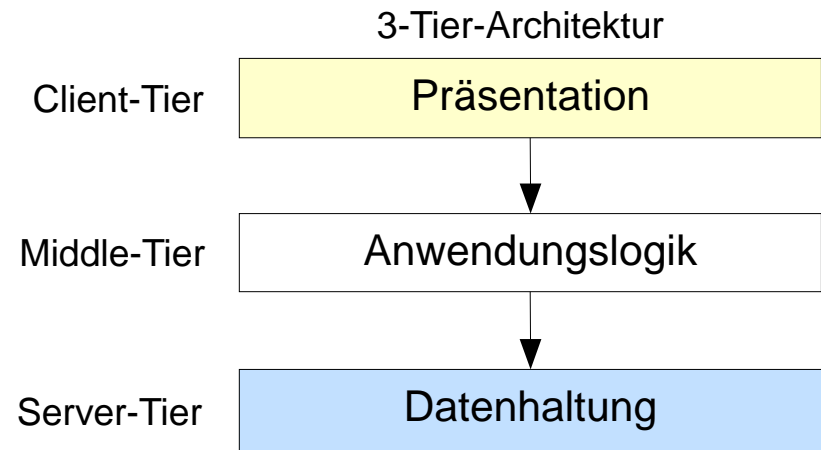 3-Tier-Architektur
Client-Tier
Präsentation
Middle-Tier
Anwendungslogik
Server-Tier
Datenhaltung